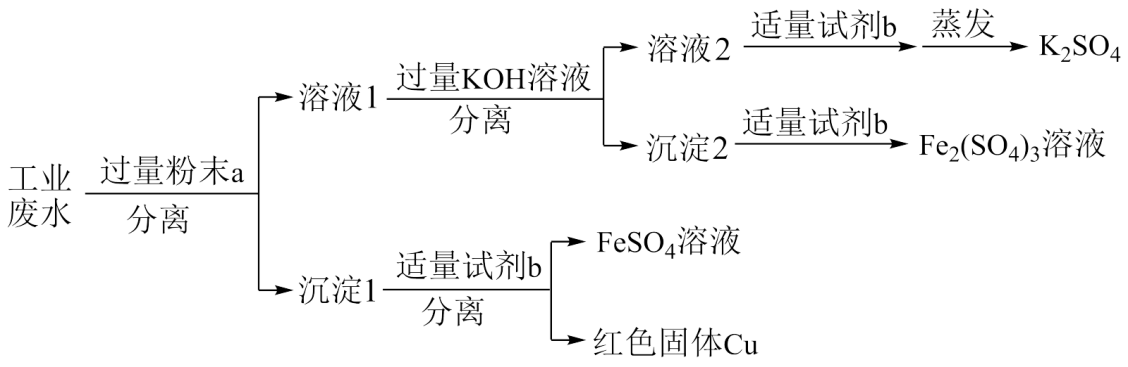 工业
废水
过量粉末a
分离
溶液1
过量KOH溶液
分离
溶液2
适量试剂b
蒸发
K₂SO₄
沉淀2
适量试剂b
Fe₂(SO₄)₃溶液
沉淀1
适量试剂b
分离
FeSO₄溶液
红色固体Cu